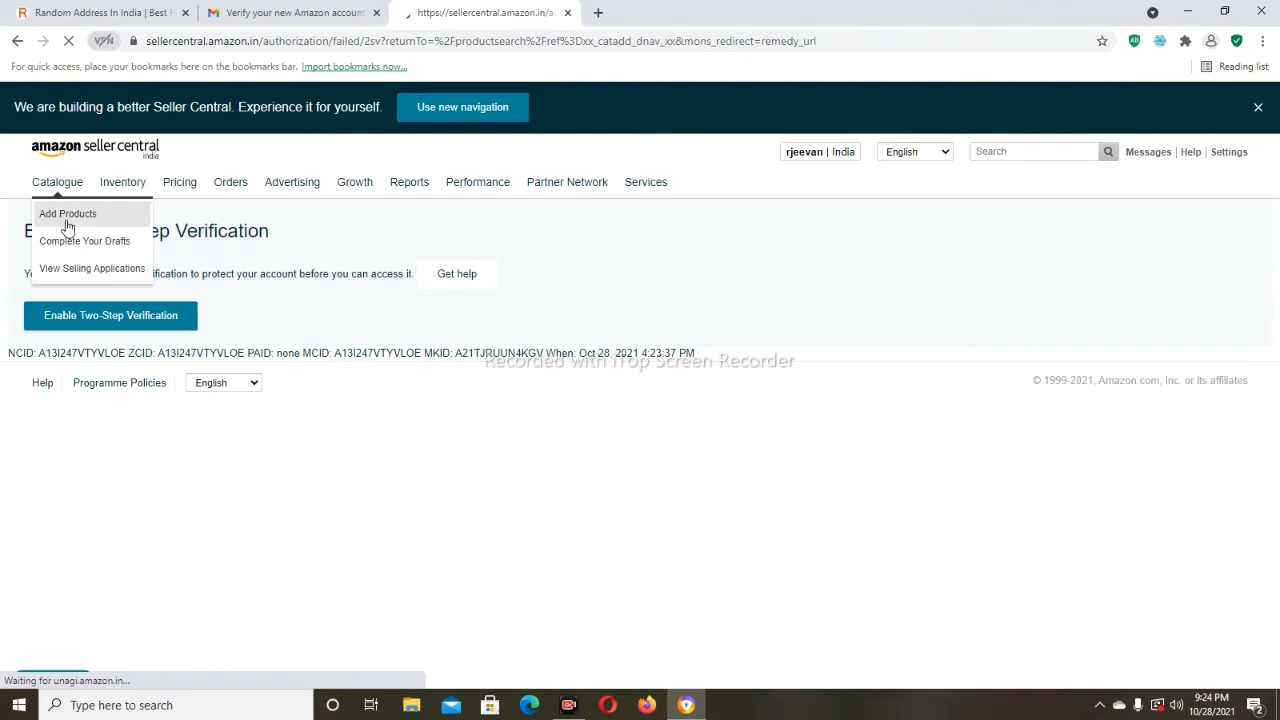 Random Address In India | Best R
Verify your new Amazon account
https://sellercentral.amazon.in/au
sellercentral.amazon.in/authorization/failed/2sv?returnTo=%2Fproductsearch%2Fref%3Dxx_catadd_dnav_xx&mons_redirect=remedy_url
For quick access, place your bookmarks here on the bookmarks bar. Import bookmarks now...
Reading list
We are building a better Seller Central. Experience it for yourself.
Use new navigation
amazon seller central
india
rjeevan | India
English
Search
Messages | Help | Settings
Catalogue Inventory Pricing Orders Advertising Growth Reports Performance Partner Network Services
Add Products
Complete Your Drafts
View Selling Applications
ep Verification
ification to protect your account before you can access it.
Get help
Enable Two-Step Verification
NCID: A13I247VTYVLOE ZCID: A13I247VTYVLOE PAID: none MCID: A13I247VTYVLOE MKID: A21TJRUUN4KGV When: Oct 28, 2021 4:23:37 PM
Recorded with iTop Screen Recorder
Help Programme Policies English
© 1999-2021, Amazon.com, Inc. or its affiliates
Waiting for unagi.amazon.in...
Type here to search
9:24 PM
10/28/2021
2